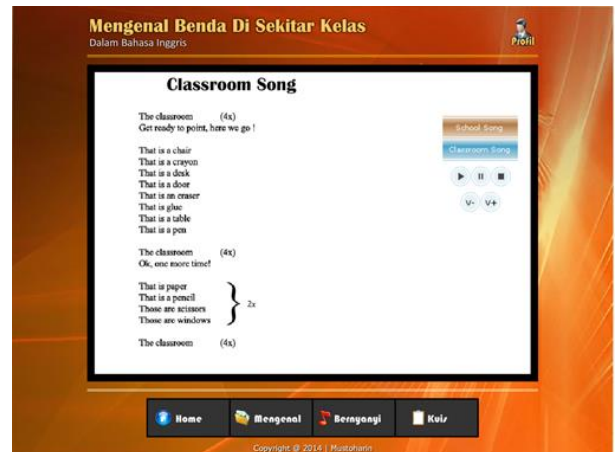 Mengenal Benda Di Sekitar Kelas
Dalam Bahasa Inggris
Profil
Classroom Song
The classroom (4x)
Get ready to point, here we go !
That is a chair
That is a crayon
That is a desk
That is a door
That is an eraser
That is glue
That is a table
That is a pen
The classroom (4x)
Ok, one more time!
That is paper
That is a pencil
Those are scissors
Those are windows
2x
The classroom (4x)
School Song
Classroom Song
V- V+
Home Mengenal Bernyanyi Kuis
Copyright @ 2014 | Mustoharin